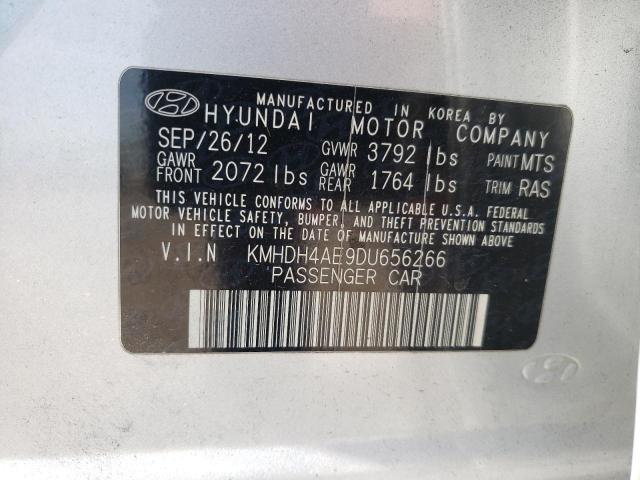 MANUFACTURED IN KOREA BY
HYUNDAI MOTOR COMPANY
SEP/26/12 GVWR 3792 lbs PAINT MTS
GAWR FRONT 2072 lbs GAWR REAR 1764 lbs TRIM RAS
THIS VEHICLE CONFORMS TO ALL APPLICABLE U.S.A. FEDERAL
MOTOR VEHICLE SAFETY, BUMPER, AND THEFT PREVENTION STANDARDS
IN EFFECT ON THE DATE OF MANUFACTURE SHOWN ABOVE.
V.I.N KMHDH4AE9DU656266
PASSENGER CAR